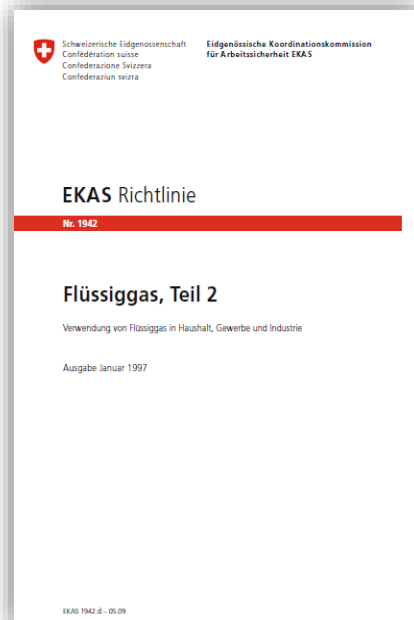 Schweizerische Eidgenossenschaft
Confédération suisse
Confederazione Svizzera
Confederaziun svizra
Eidgenössische Koordinationskommission
für Arbeitssicherheit EKAS
EKAS Richtlinie
Nr. 1942
Flüssiggas, Teil 2
Verwendung von Flüssiggas in Haushalt, Gewerbe und Industrie
Ausgabe Januar 1997
EKAS 1942.d – 05.09